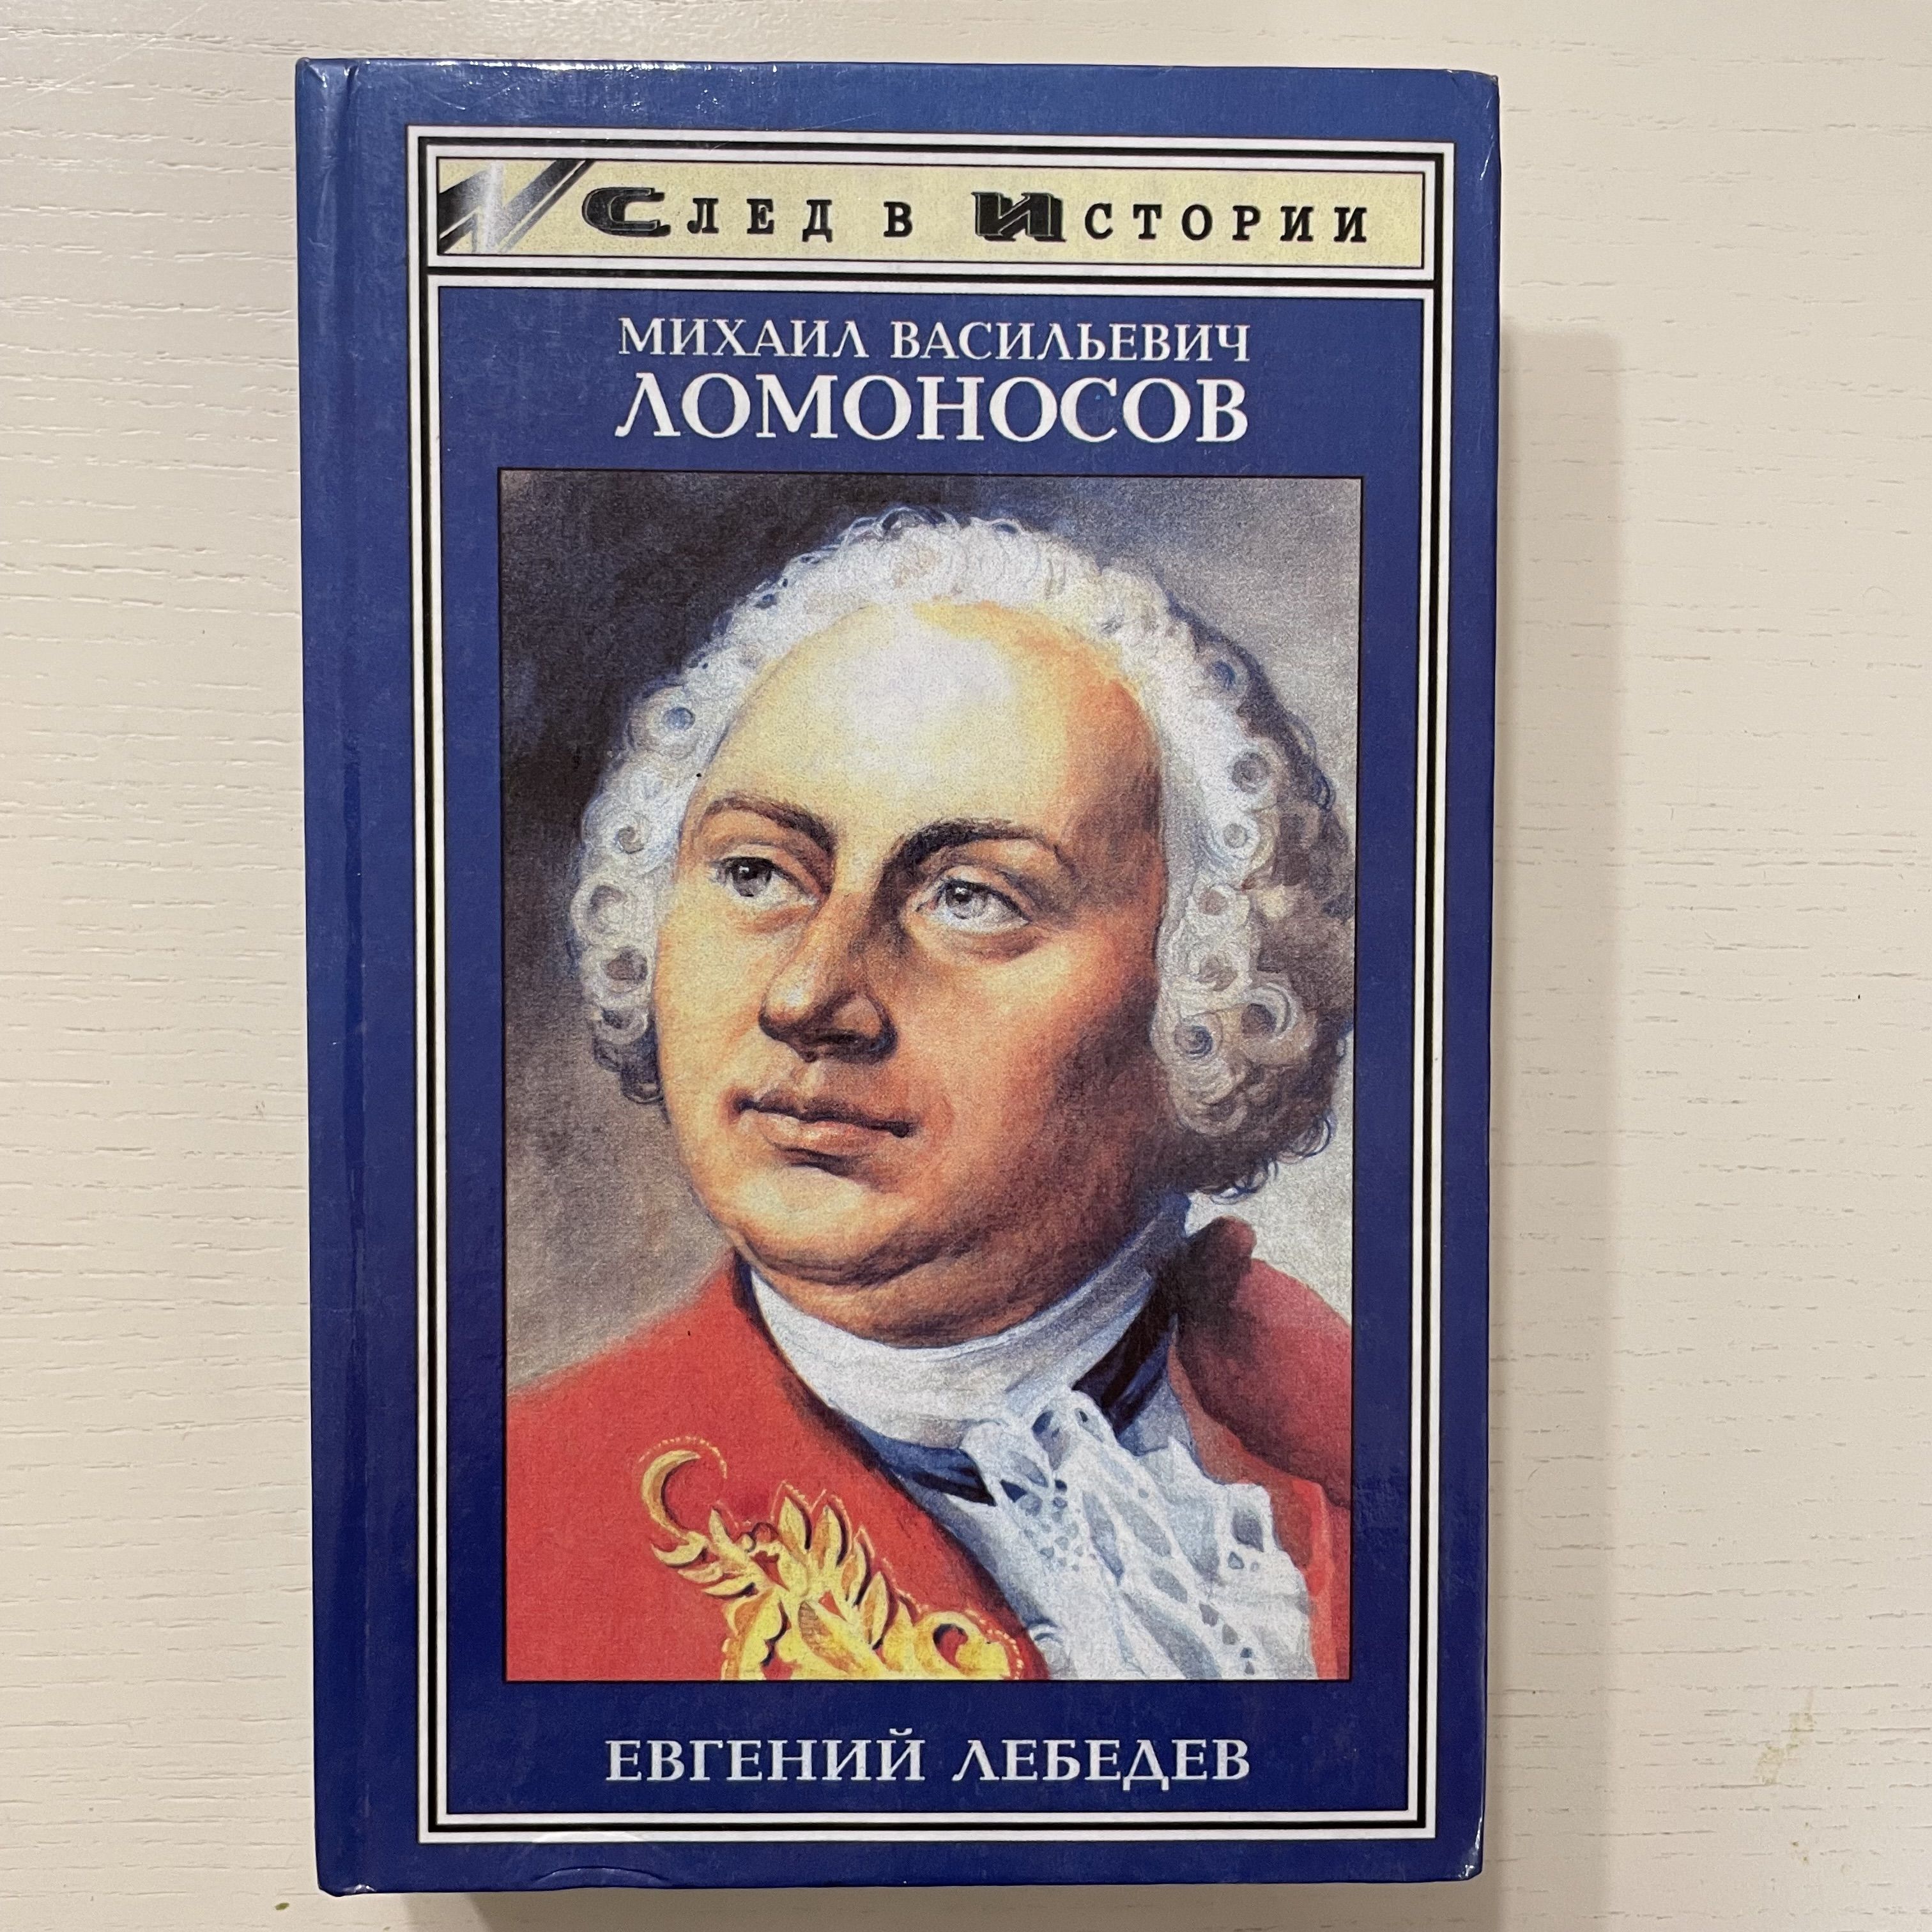 След в Истории
МИХАИЛ ВАСИЛЬЕВИЧ
ЛОМОНОСОВ
ЕВГЕНИЙ ЛЕБЕДЕВ